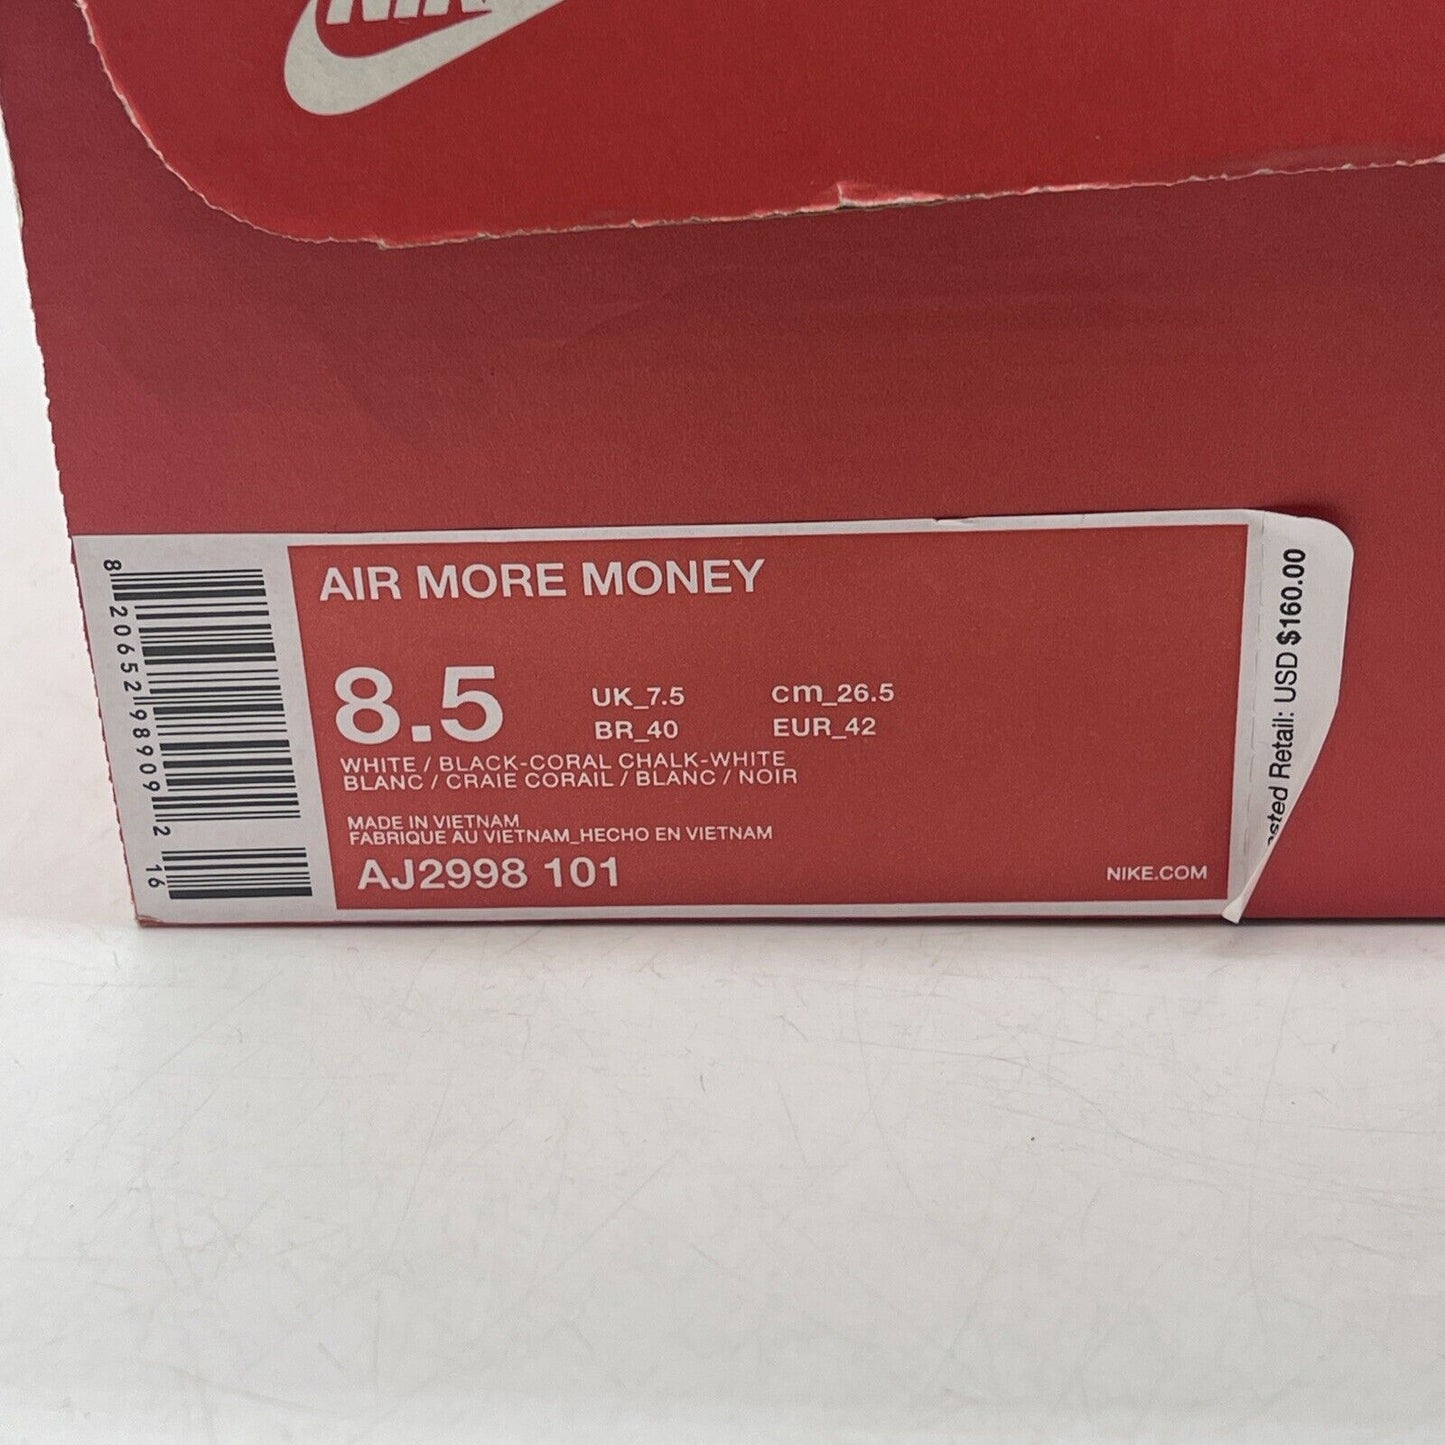 NIKE
AIR MORE MONEY
8.5
UK_7.5
cm_26.5
BR_40
EUR_42
WHITE / BLACK-CORAL CHALK-WHITE
BLANC / CRAIE CORAIL / BLANC / NOIR
MADE IN VIETNAM
FABRIQUE AU VIETNAM_HECHO EN VIETNAM
AJ2998 101
NIKE.COM
8 20652 98909 2 16
Retail: USD $160.00